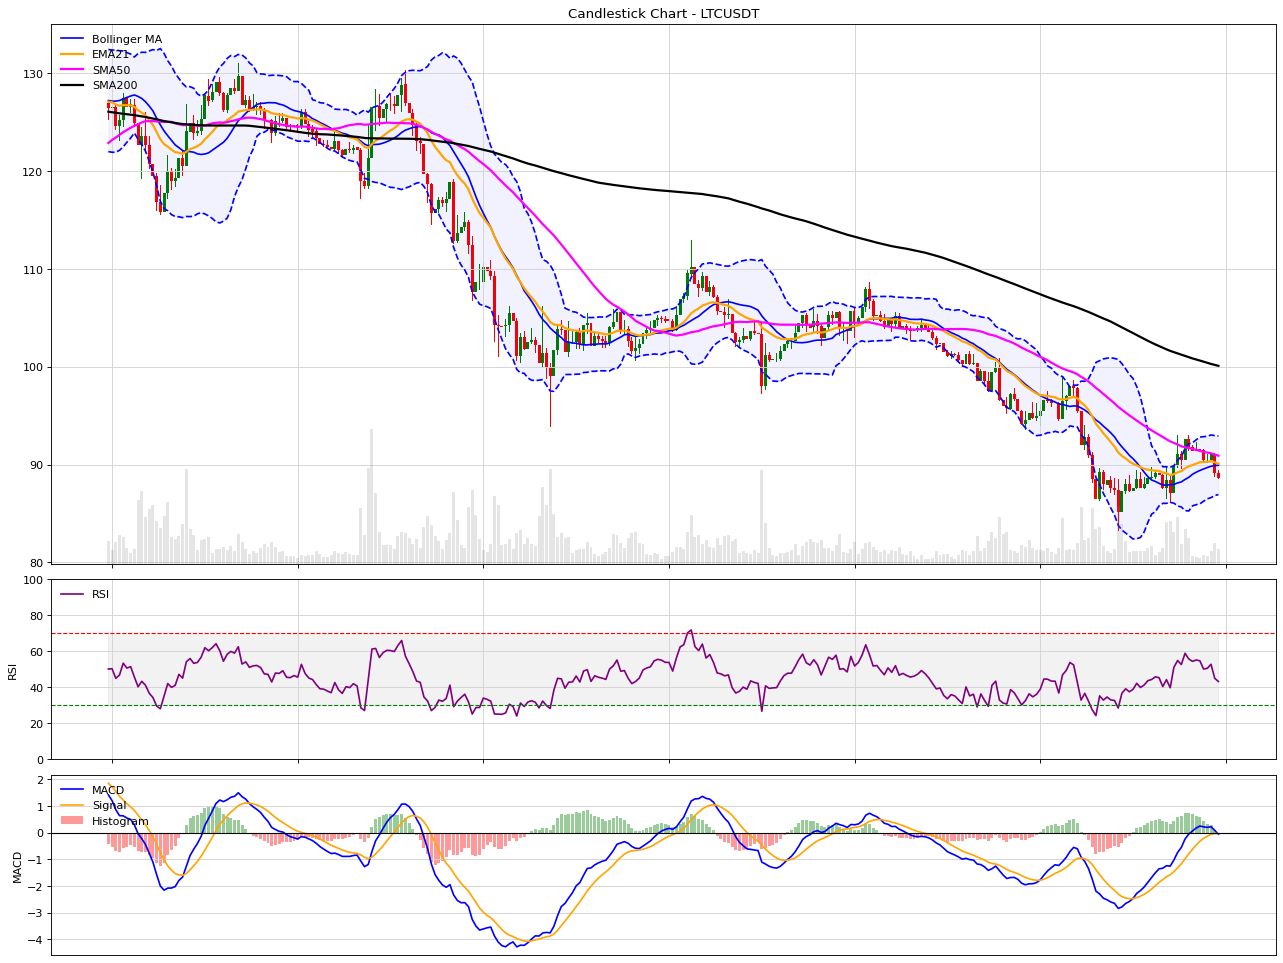 Candlestick Chart - LTCUSDT
Bollinger MA
EMA21
SMA50
SMA200
130
120
110
100
90
80
RSI
100
80
60
40
20
0
RSI
MACD
Signal
Histogram
2
1
0
−1
−2
−3
−4
MACD